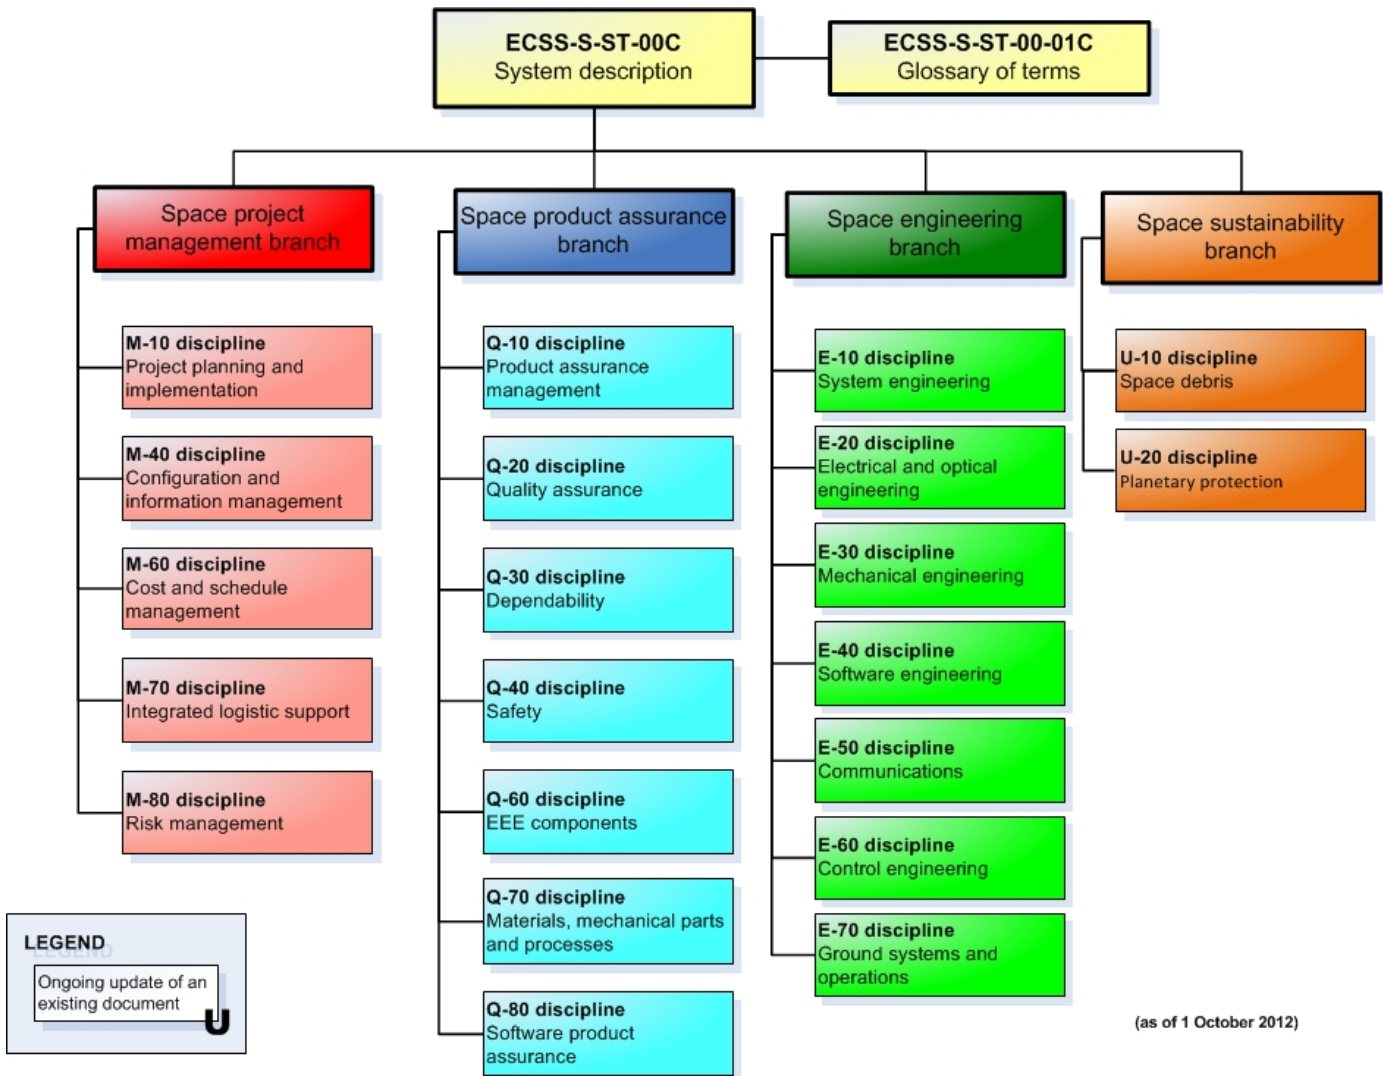 ECSS-S-ST-00C
System description
ECSS-S-ST-00-01C
Glossary of terms
Space project
management branch
Space product assurance
branch
Space engineering
branch
Space sustainability
branch
M-10 discipline
Project planning and
implementation
M-40 discipline
Configuration and
information management
M-60 discipline
Cost and schedule
management
M-70 discipline
Integrated logistic support
M-80 discipline
Risk management
Q-10 discipline
Product assurance
management
Q-20 discipline
Quality assurance
Q-30 discipline
Dependability
Q-40 discipline
Safety
Q-60 discipline
EEE components
Q-70 discipline
Materials, mechanical parts
and processes
Q-80 discipline
Software product
assurance
E-10 discipline
System engineering
E-20 discipline
Electrical and optical
engineering
E-30 discipline
Mechanical engineering
E-40 discipline
Software engineering
E-50 discipline
Communications
E-60 discipline
Control engineering
E-70 discipline
Ground systems and
operations
U-10 discipline
Space debris
U-20 discipline
Planetary protection
LEGEND
Ongoing update of an
existing document
U
(as of 1 October 2012)